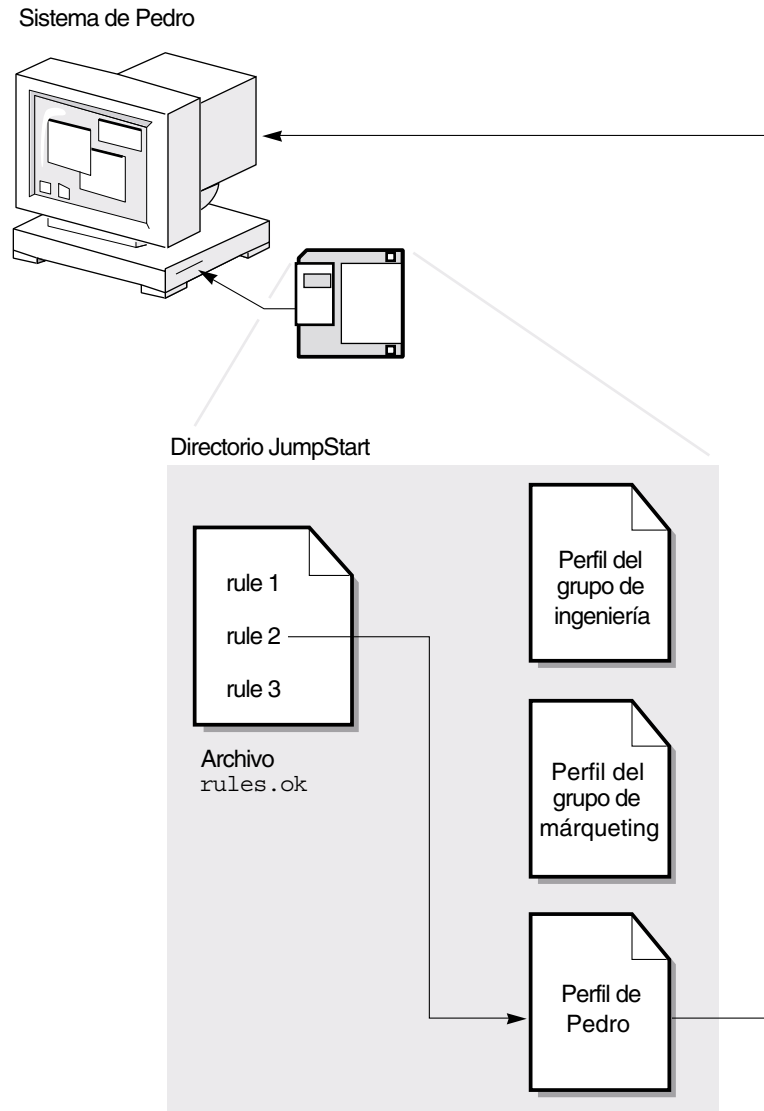 Sistema de Pedro
Directorio JumpStart
rule 1
rule 2
rule 3
Archivo
rules.ok
Perfil del
grupo de
ingeniería
Perfil del
grupo de
márqueting
Perfil de
Pedro